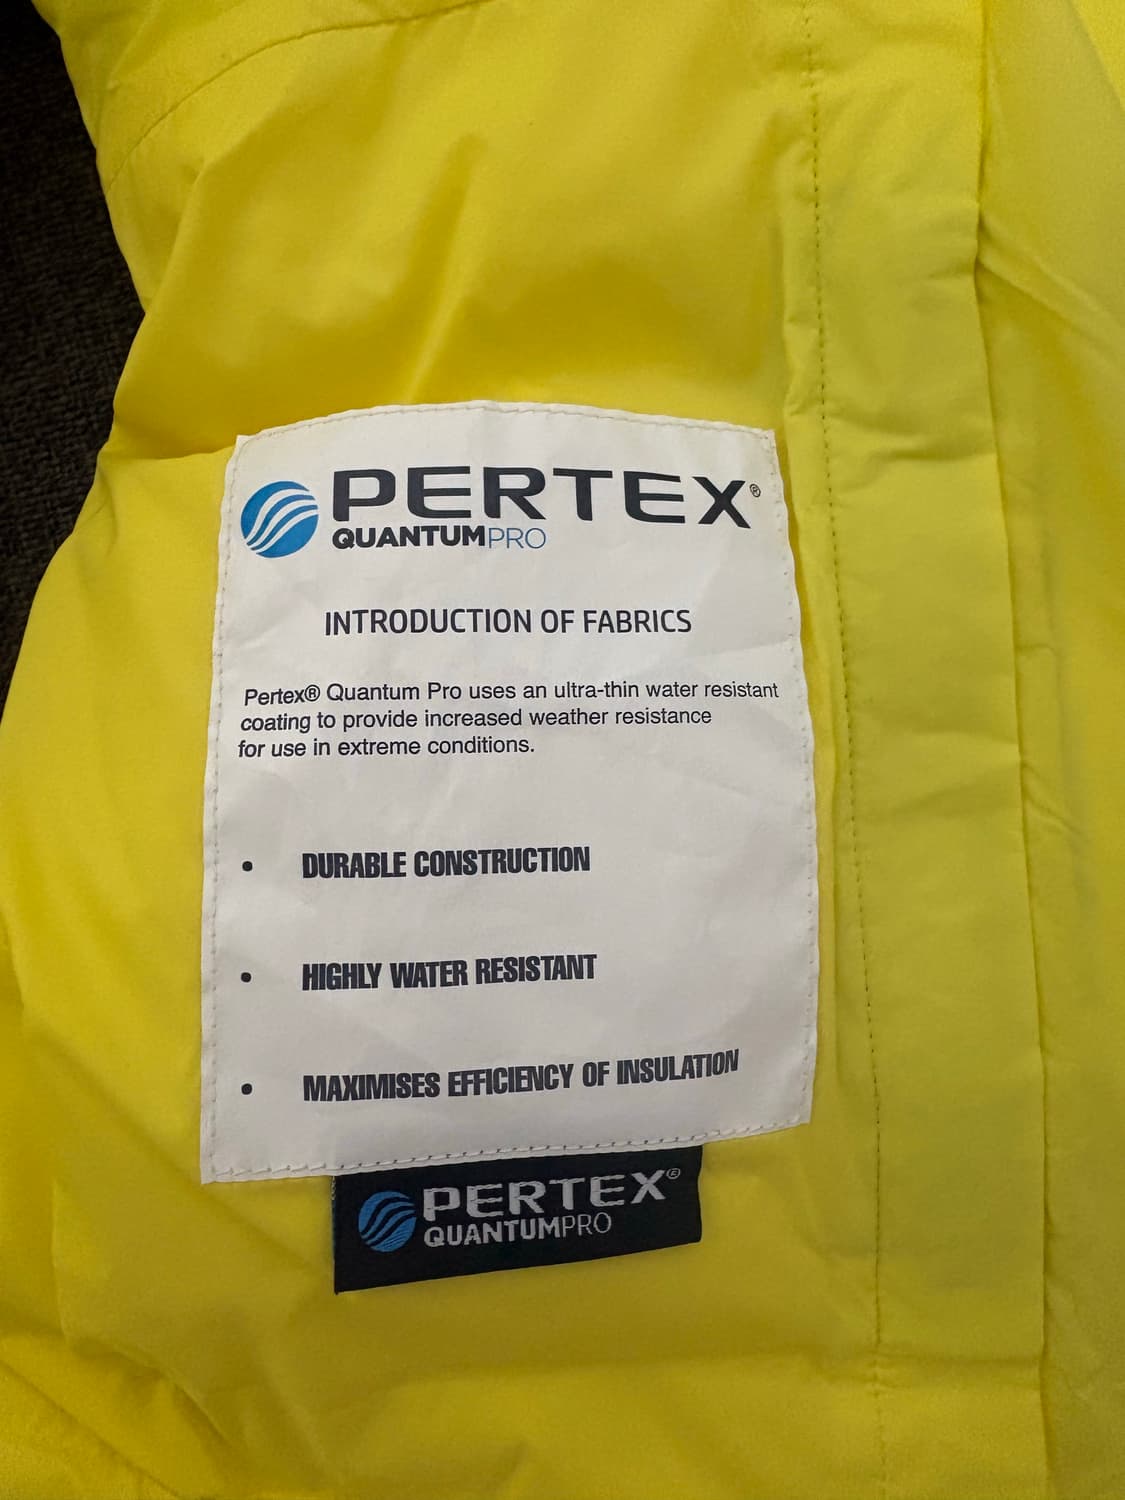 PERTEX®
QUANTUMPRO
INTRODUCTION OF FABRICS
Pertex® Quantum Pro uses an ultra-thin water resistant
coating to provide increased weather resistance
for use in extreme conditions.
• DURABLE CONSTRUCTION
• HIGHLY WATER RESISTANT
• MAXIMISES EFFICIENCY OF INSULATION
PERTEX®
QUANTUMPRO